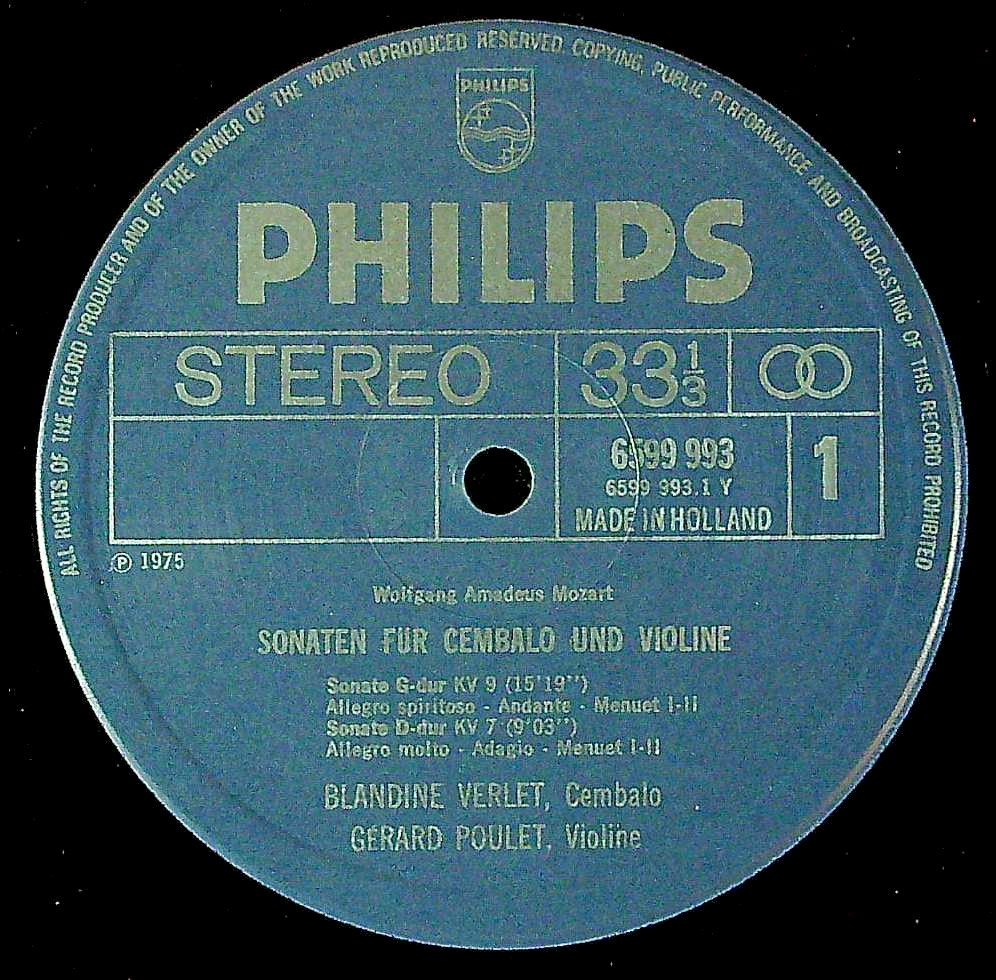 ALL RIGHTS OF THE RECORD PRODUCER AND OF THE OWNER OF THE WORK REPRODUCED RESERVED. COPYING, PUBLIC PERFORMANCE AND BROADCASTING OF THIS RECORD PROHIBITED
PHILIPS
PHILIPS
STEREO 33 1/3
6599 993 1
6599 993.1 Y
MADE IN HOLLAND
Ⓟ 1975
Wolfgang Amadeus Mozart
SONATEN FÜR CEMBALO UND VIOLINE
Sonate G-dur KV 9 (15'19'')
Allegro spiritoso - Andante - Menuet I-II
Sonate D-dur KV 7 (9'03'')
Allegro molto - Adagio - Menuet I-II
BLANDINE VERLET, Cembalo
GÉRARD POULET, Violine